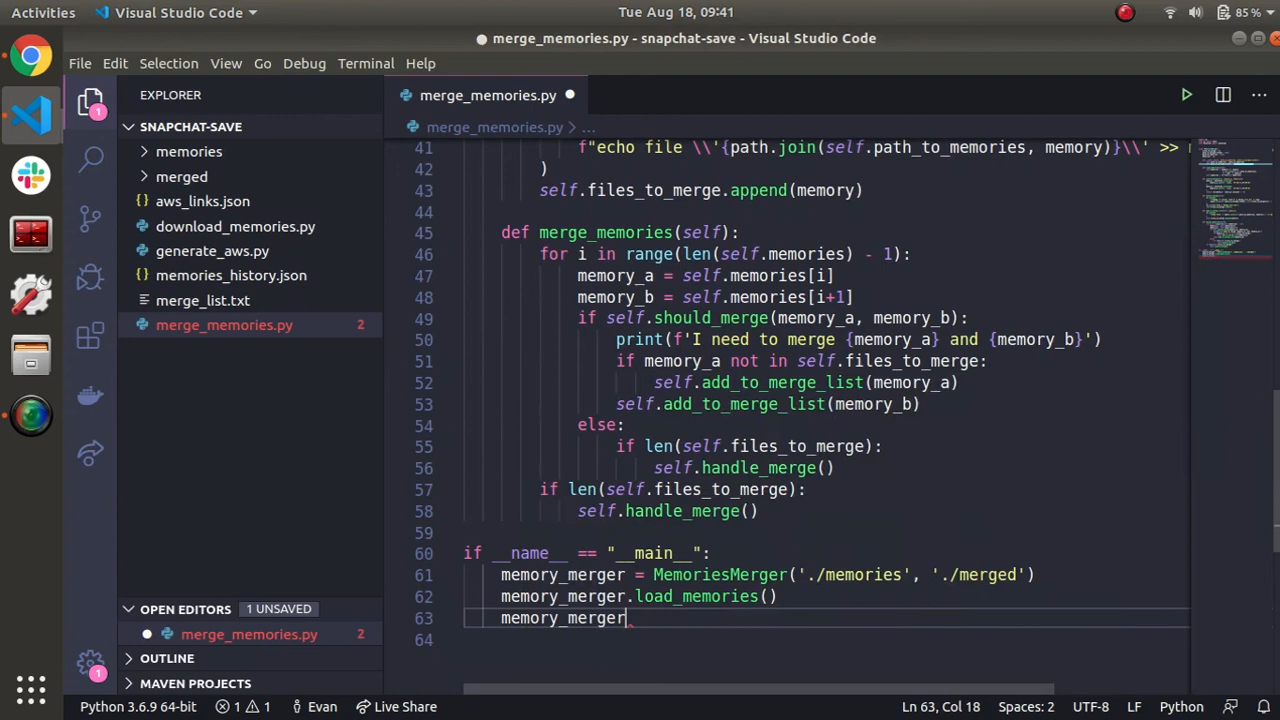 Activities Visual Studio Code Tue Aug 18, 09:41 85 %
merge_memories.py - snapchat-save - Visual Studio Code
File Edit Selection View Go Debug Terminal Help
EXPLORER
merge_memories.py
SNAPCHAT-SAVE
merge_memories.py > ...
memories
merged
aws_links.json
download_memories.py
generate_aws.py
memories_history.json
merge_list.txt
merge_memories.py 2
41 f"echo file \\'{path.join(self.path_to_memories, memory)}\\' >>
42 )
43 self.files_to_merge.append(memory)
44
45 def merge_memories(self):
46 for i in range(len(self.memories) - 1):
47 memory_a = self.memories[i]
48 memory_b = self.memories[i+1]
49 if self.should_merge(memory_a, memory_b):
50 print(f'I need to merge {memory_a} and {memory_b}')
51 if memory_a not in self.files_to_merge:
52 self.add_to_merge_list(memory_a)
53 self.add_to_merge_list(memory_b)
54 else:
55 if len(self.files_to_merge):
56 self.handle_merge()
57 if len(self.files_to_merge):
58 self.handle_merge()
59
60 if __name__ == "__main__":
61 memory_merger = MemoriesMerger('./memories', './merged')
62 memory_merger.load_memories()
63 memory_merger
64
1
OPEN EDITORS 1 UNSAVED
merge_memories.py 2
OUTLINE
MAVEN PROJECTS
1
Python 3.6.9 64-bit 1 1 Evan Live Share Ln 63, Col 18 Spaces: 2 UTF-8 LF Python